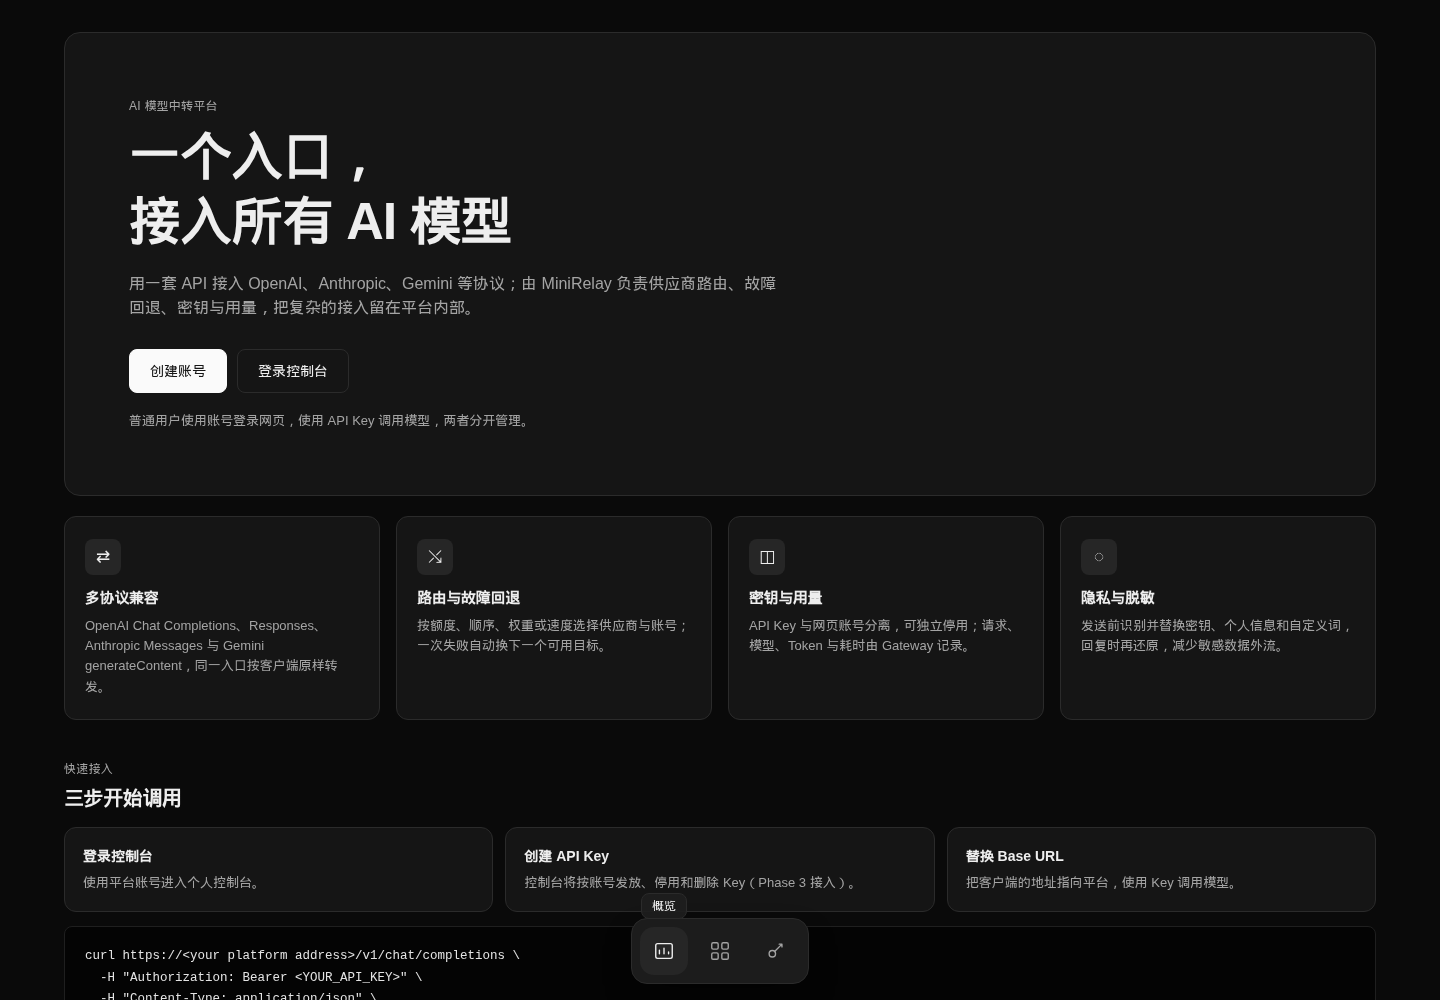 AI 模型中转平台
一个入口，
接入所有 AI 模型
用一套 API 接入 OpenAI、Anthropic、Gemini 等协议；由 MiniRelay 负责供应商路由、故障
回退、密钥与用量，把复杂的接入留在平台内部。
创建账号
登录控制台
普通用户使用账号登录网页，使用 API Key 调用模型，两者分开管理。
多协议兼容
OpenAI Chat Completions、Responses、
Anthropic Messages 与 Gemini
generateContent，同一入口按客户端原样转
发。
路由与故障回退
按额度、顺序、权重或速度选择供应商与账号；
一次失败自动换下一个可用目标。
密钥与用量
API Key 与网页账号分离，可独立停用；请求、
模型、Token 与耗时由 Gateway 记录。
隐私与脱敏
发送前识别并替换密钥、个人信息和自定义词，
回复时再还原，减少敏感数据外流。
快速接入
三步开始调用
登录控制台
使用平台账号进入个人控制台。
创建 API Key
控制台将按账号发放、停用和删除 Key（Phase 3 接入）。
替换 Base URL
把客户端的地址指向平台，使用 Key 调用模型。
概览
curl https://<your platform address>/v1/chat/completions \
-H "Authorization: Bearer <YOUR_API_KEY>" \
-H "Content-Type: application/json" \